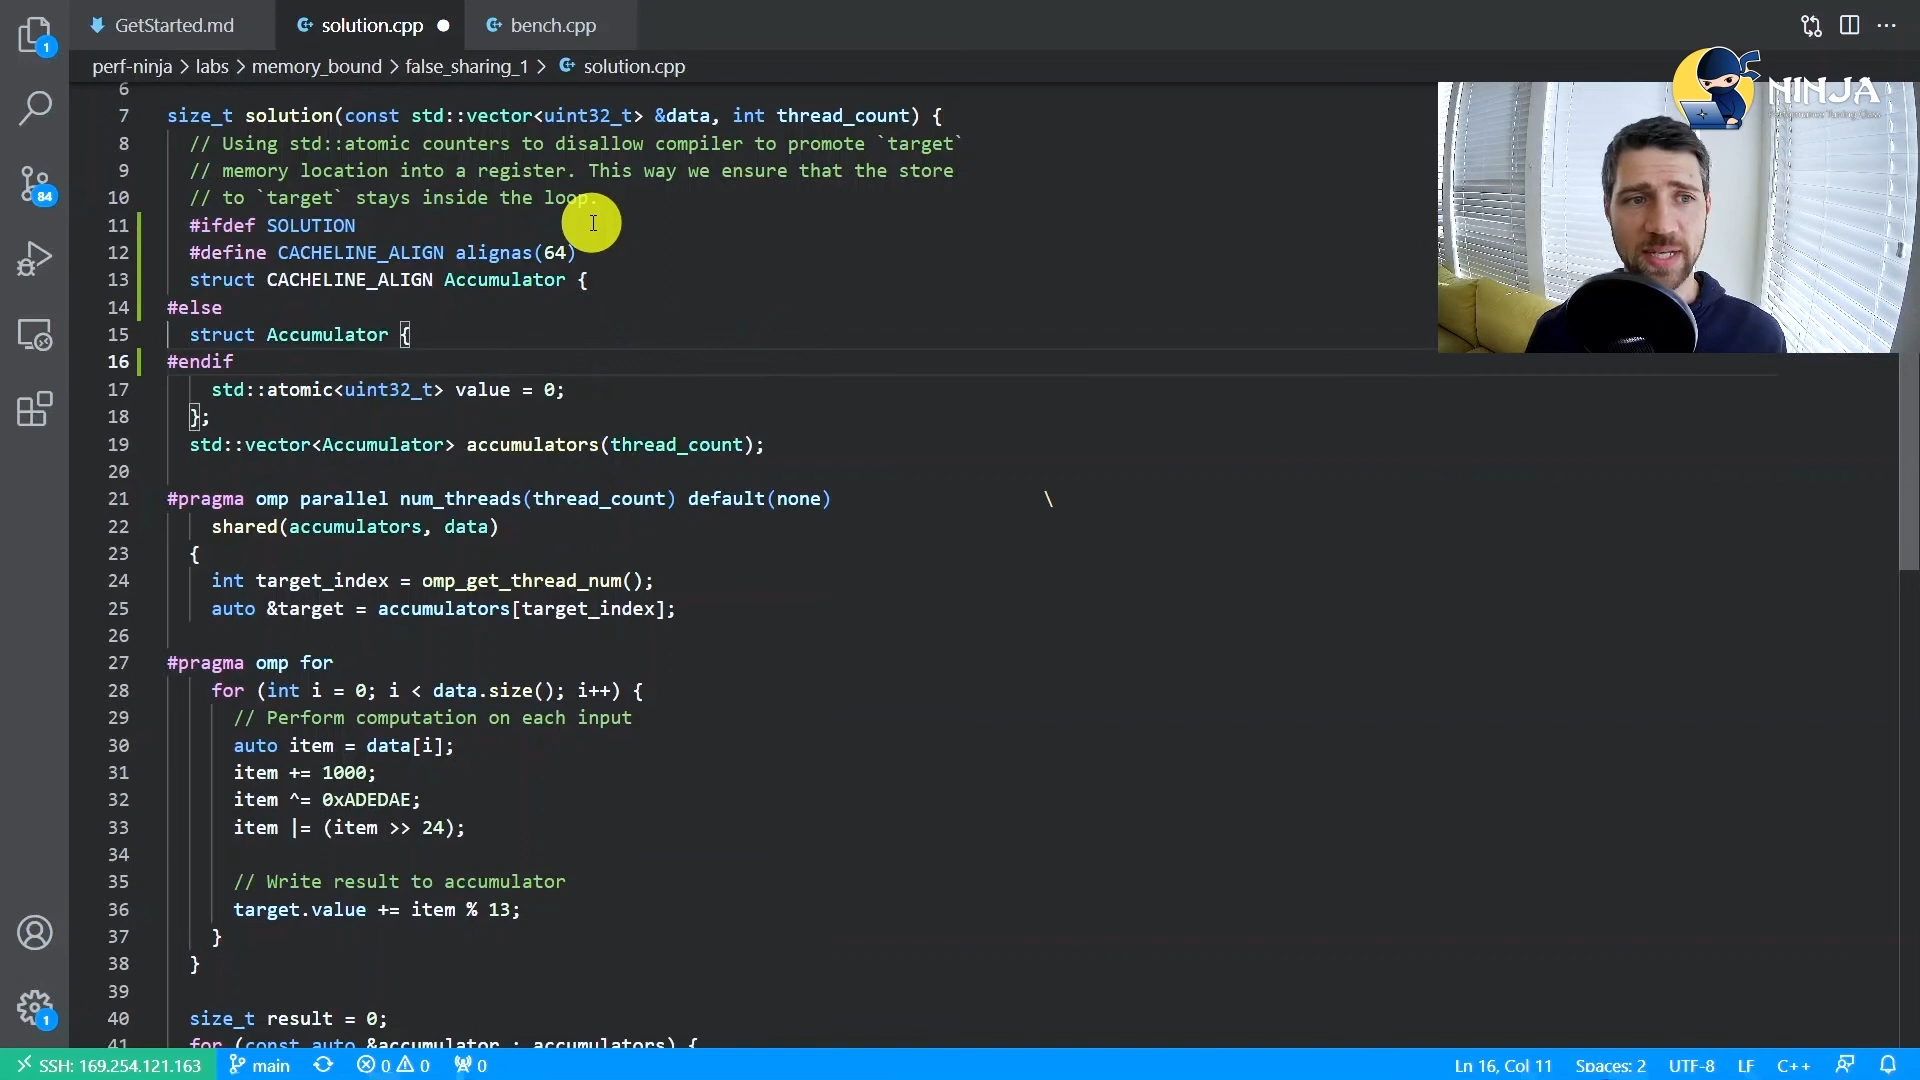 GetStarted.md
solution.cpp
bench.cpp
perf-ninja > labs > memory_bound > false_sharing_1 > solution.cpp
NINJA
6
7 size_t solution(const std::vector<uint32_t> &data, int thread_count) {
8 // Using std::atomic counters to disallow compiler to promote `target`
9 // memory location into a register. This way we ensure that the store
10 // to `target` stays inside the loop.
11 #ifdef SOLUTION
12 #define CACHELINE_ALIGN alignas(64)
13 struct CACHELINE_ALIGN Accumulator {
14 #else
15 struct Accumulator {
16 #endif
17 std::atomic<uint32_t> value = 0;
18 };
19 std::vector<Accumulator> accumulators(thread_count);
20
21 #pragma omp parallel num_threads(thread_count) default(none) \
22 shared(accumulators, data)
23 {
24 int target_index = omp_get_thread_num();
25 auto &target = accumulators[target_index];
26
27 #pragma omp for
28 for (int i = 0; i < data.size(); i++) {
29 // Perform computation on each input
30 auto item = data[i];
31 item += 1000;
32 item ^= 0xADEDAE;
33 item |= (item >> 24);
34
35 // Write result to accumulator
36 target.value += item % 13;
37 }
38 }
39
40 size_t result = 0;
41 for (const auto &accumulator : accumulators) {
1
84
1
SSH: 169.254.121.163 main 0 0 0 Ln 16, Col 11 Spaces: 2 UTF-8 LF C++